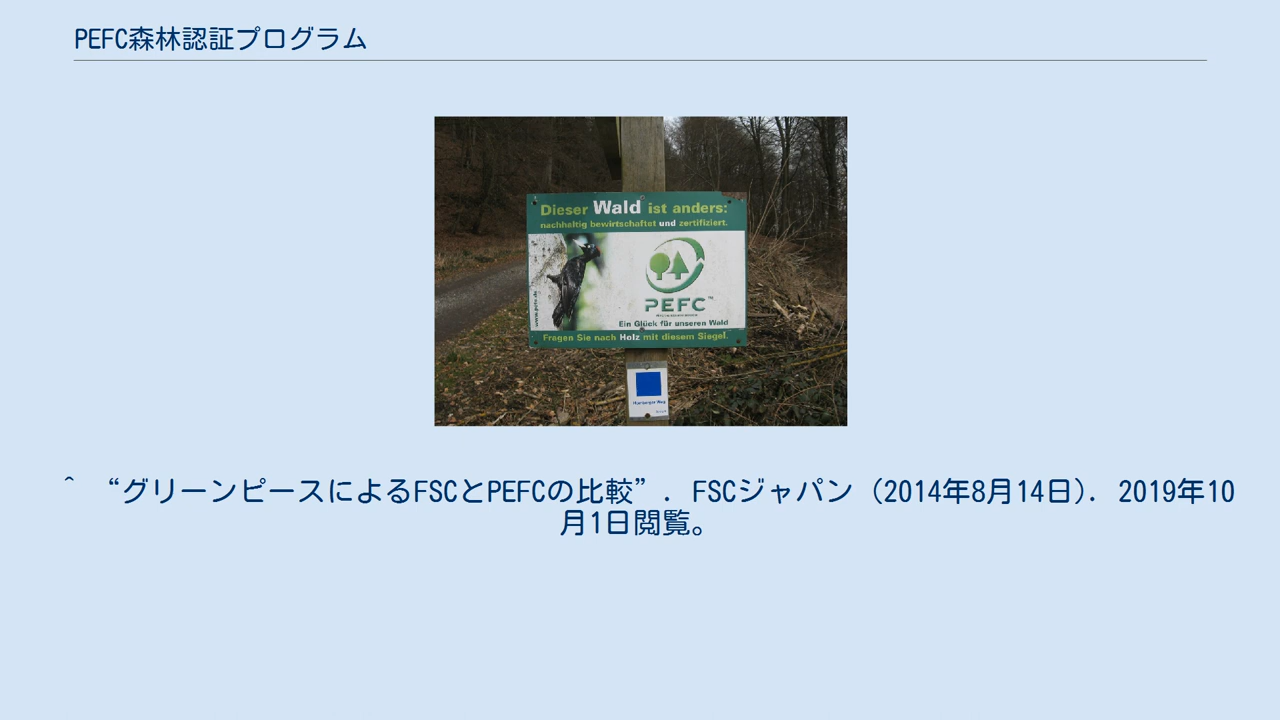 PEFC森林認証プログラム
Dieser Wald ist anders:
nachhaltig bewirtschaftet und zertifiziert.
www.pefc.de
PEFC™
Ein Glück für unseren Wald
Fragen Sie nach Holz mit diesem Siegel.
^ “グリーンピースによるFSCとPEFCの比較”. FSCジャパン (2014年8月14日). 2019年10
月1日閲覧。